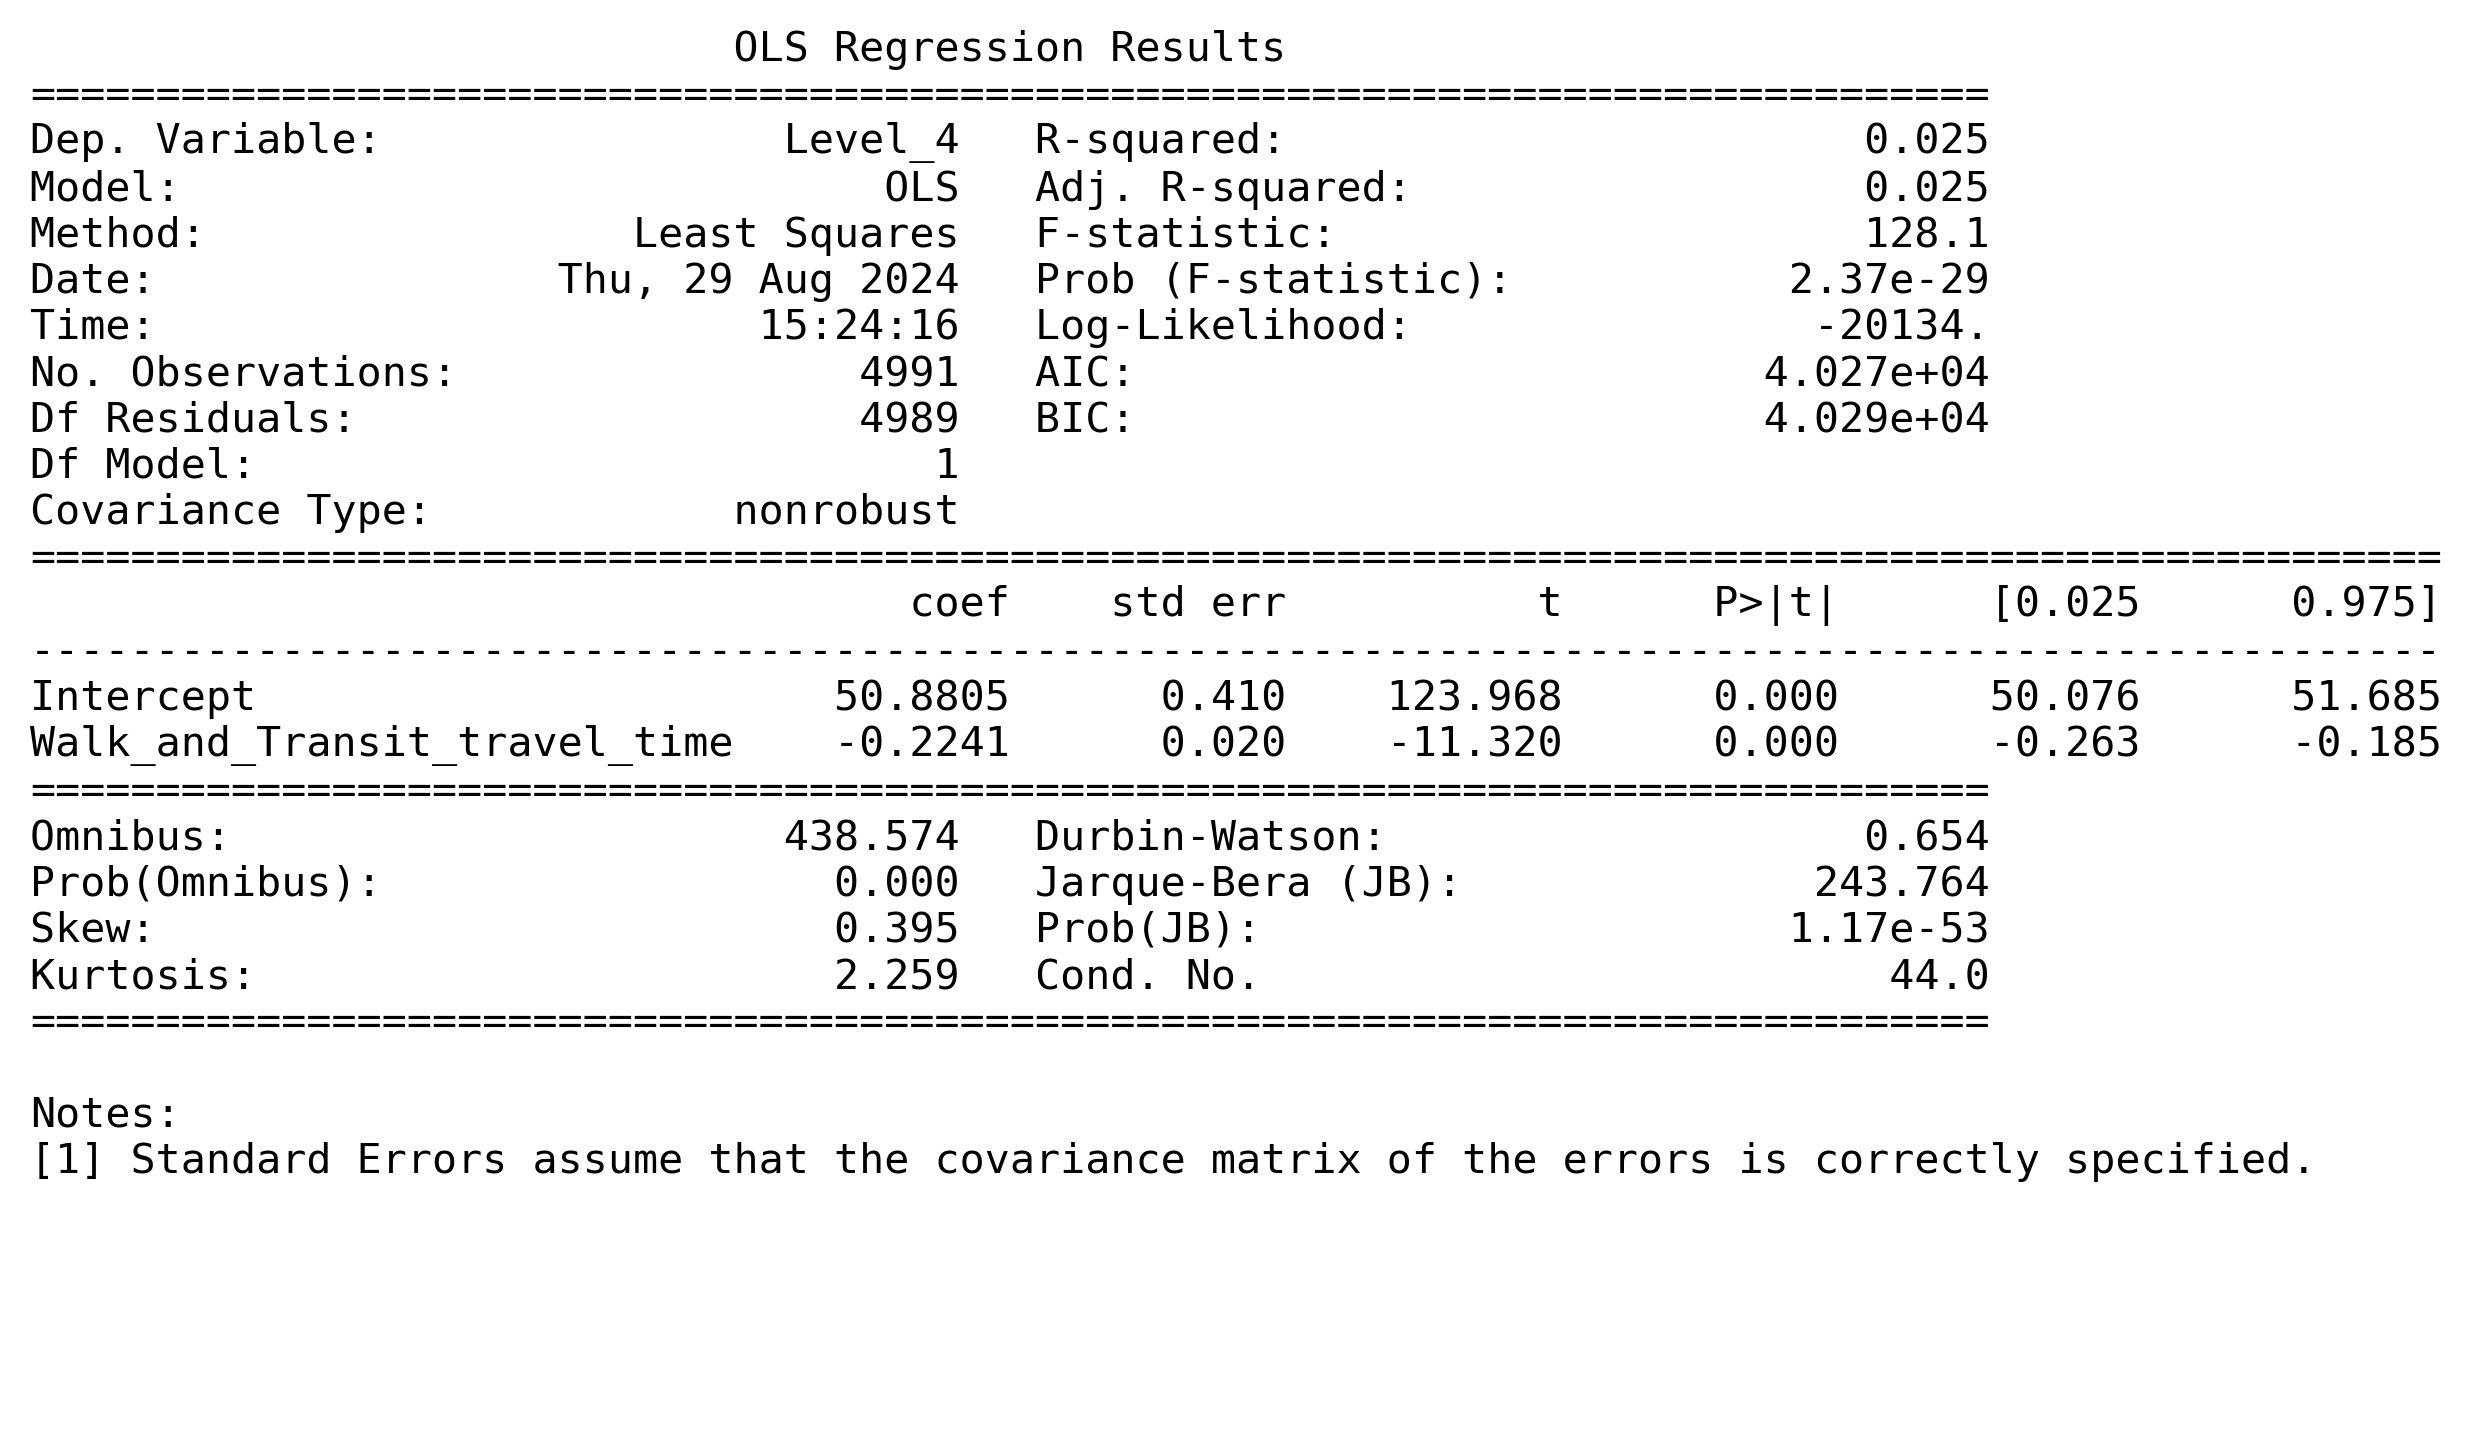 OLS Regression Results
==============================================================================
Dep. Variable:                Level_4   R-squared:                       0.025
Model:                            OLS   Adj. R-squared:                  0.025
Method:                 Least Squares   F-statistic:                     128.1
Date:                Thu, 29 Aug 2024   Prob (F-statistic):           2.37e-29
Time:                        15:24:16   Log-Likelihood:                -20134.
No. Observations:                4991   AIC:                         4.027e+04
Df Residuals:                    4989   BIC:                         4.029e+04
Df Model:                           1
Covariance Type:            nonrobust
================================================================================================
                                   coef    std err          t      P>|t|      [0.025      0.975]
------------------------------------------------------------------------------------------------
Intercept                       50.8805      0.410    123.968      0.000      50.076      51.685
Walk_and_Transit_travel_time    -0.2241      0.020    -11.320      0.000      -0.263      -0.185
==============================================================================
Omnibus:                      438.574   Durbin-Watson:                   0.654
Prob(Omnibus):                  0.000   Jarque-Bera (JB):              243.764
Skew:                           0.395   Prob(JB):                     1.17e-53
Kurtosis:                       2.259   Cond. No.                         44.0
==============================================================================
Notes:
[1] Standard Errors assume that the covariance matrix of the errors is correctly specified.